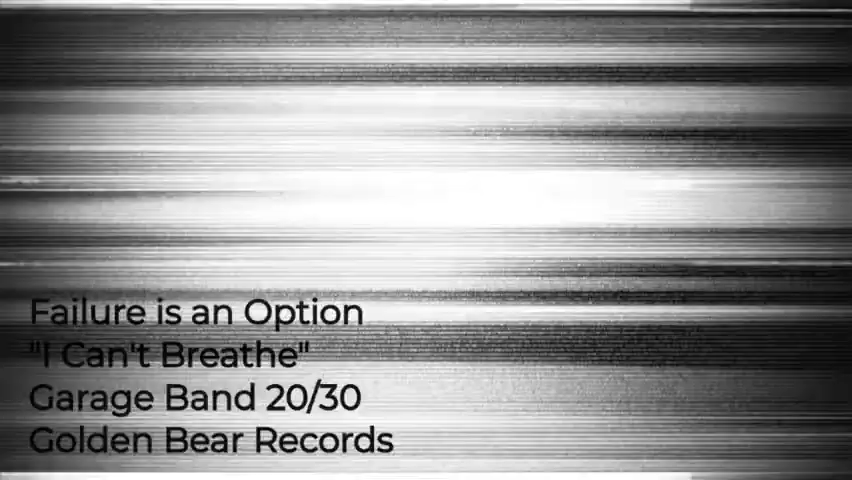 Failure is an Option
"I Can't Breathe"
Garage Band 20/30
Golden Bear Records